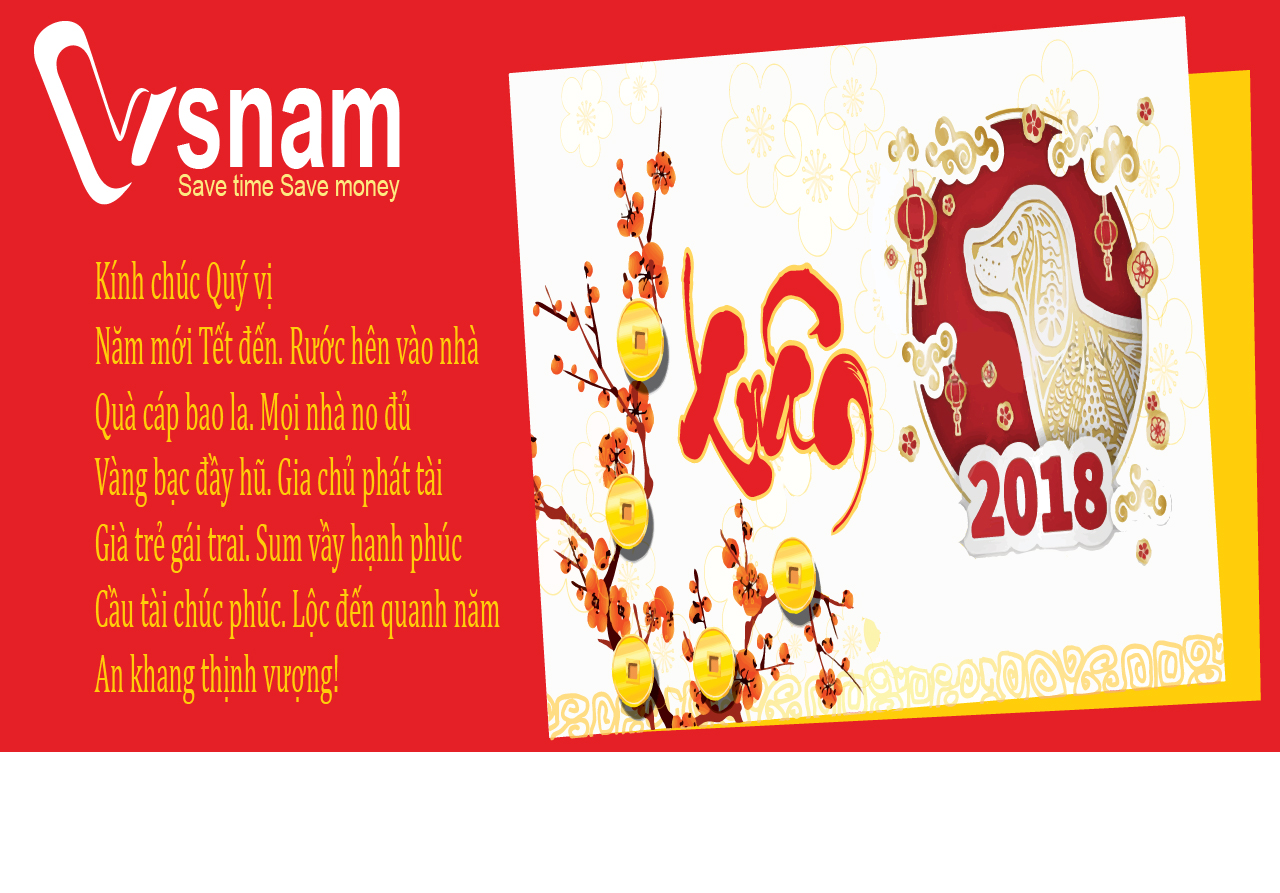 Vsnam
Save time Save money
Kính chúc Quý vị
Năm mới Tết đến. Rước hên vào nhà
Quà cáp bao la. Mọi nhà no đủ
Vàng bạc đầy hũ. Gia chủ phát tài
Già trẻ gái trai. Sum vầy hạnh phúc
Cầu tài chúc phúc. Lộc đến quanh năm
An khang thịnh vượng!
Xuân
2018